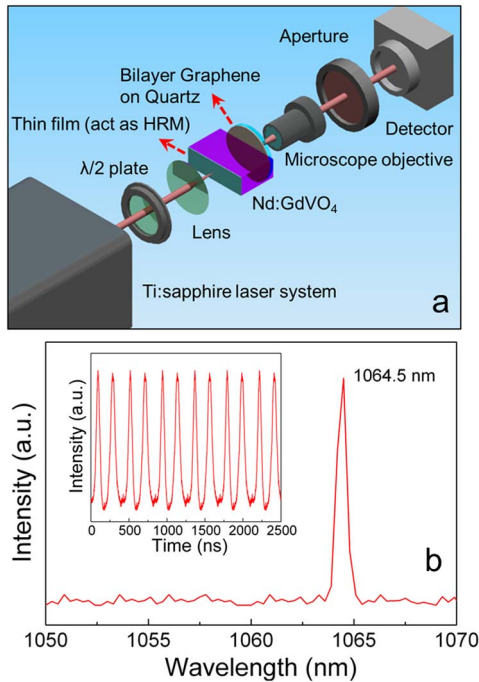 Aperture
Bilayer Graphene
on Quartz
Thin film (act as HRM)
Detector
λ/2 plate
Microscope objective
Nd:GdVO4
Lens
Ti:sapphire laser system
a
1064.5 nm
Intensity (a.u.)
0 500 1000 1500 2000 2500
Time (ns)
Intensity (a.u.)
b
1050 1055 1060 1065 1070
Wavelength (nm)